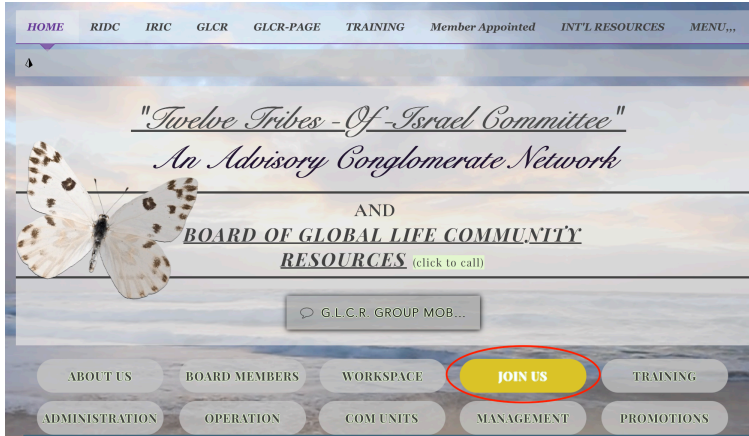 HOME RIDC IRIC GLCR GLCR-PAGE TRAINING Member Appointed INT'L RESOURCES MENU,,,
"Twelve Tribes -Of-Israel Committee"
An Advisory Conglomerate Network
AND
BOARD OF GLOBAL LIFE COMMUNITY
RESOURCES (click to call)
G.L.C.R. GROUP MOB...
ABOUT US BOARD MEMBERS WORKSPACE JOIN US TRAINING
ADMINISTRATION OPERATION COM UNITS MANAGEMENT PROMOTIONS